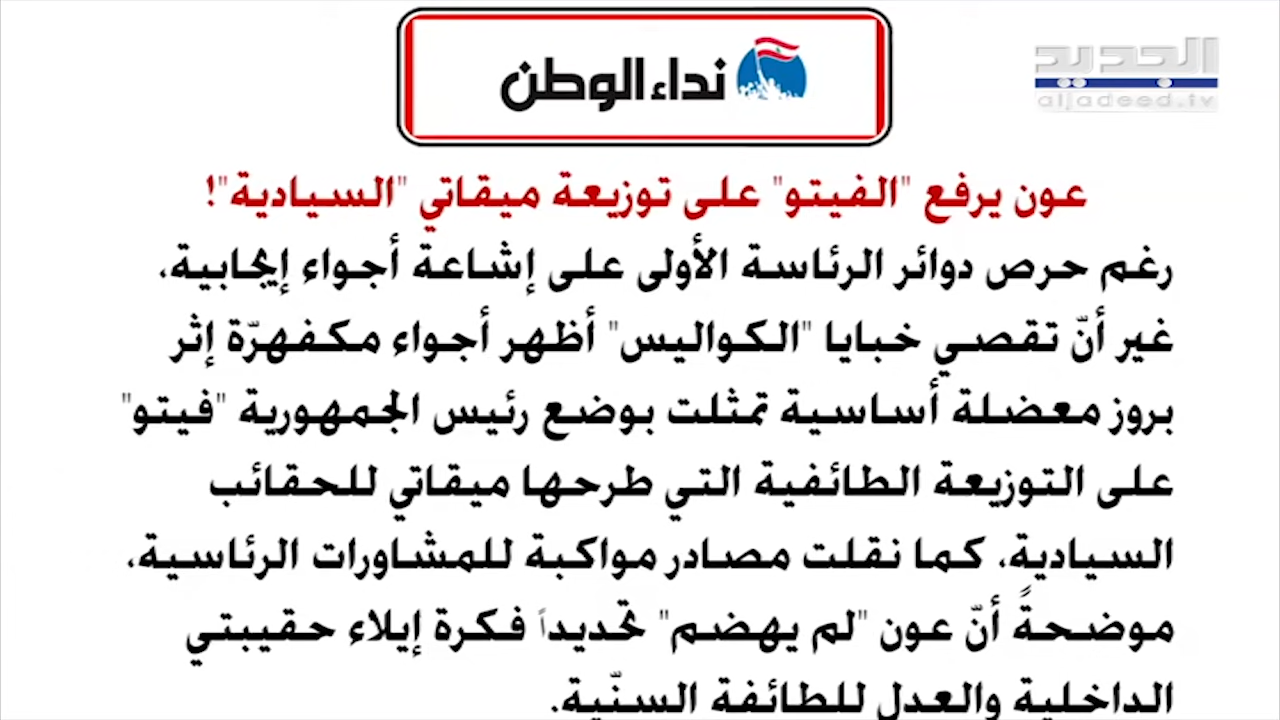 نداء الوطن
الجديد
aljadeed.tv
عون يرفع "الفيتو" على توزيعة ميقاتي "السيادية"!
رغم حرص دوائر الرئاسة الأولى على إشاعة أجواء إيجابية،
غير أنّ تقصي خبايا "الكواليس" أظهر أجواء مكفهرّة إثر
بروز معضلة أساسية تمثلت بوضع رئيس الجمهورية "فيتو"
على التوزيعة الطائفية التي طرحها ميقاتي للحقائب
السيادية، كما نقلت مصادر مواكبة للمشاورات الرئاسية،
موضحةً أنّ عون "لم يهضم" تحديداً فكرة إيلاء حقيبتي
الداخلية والعدل للطائفة السنّية.